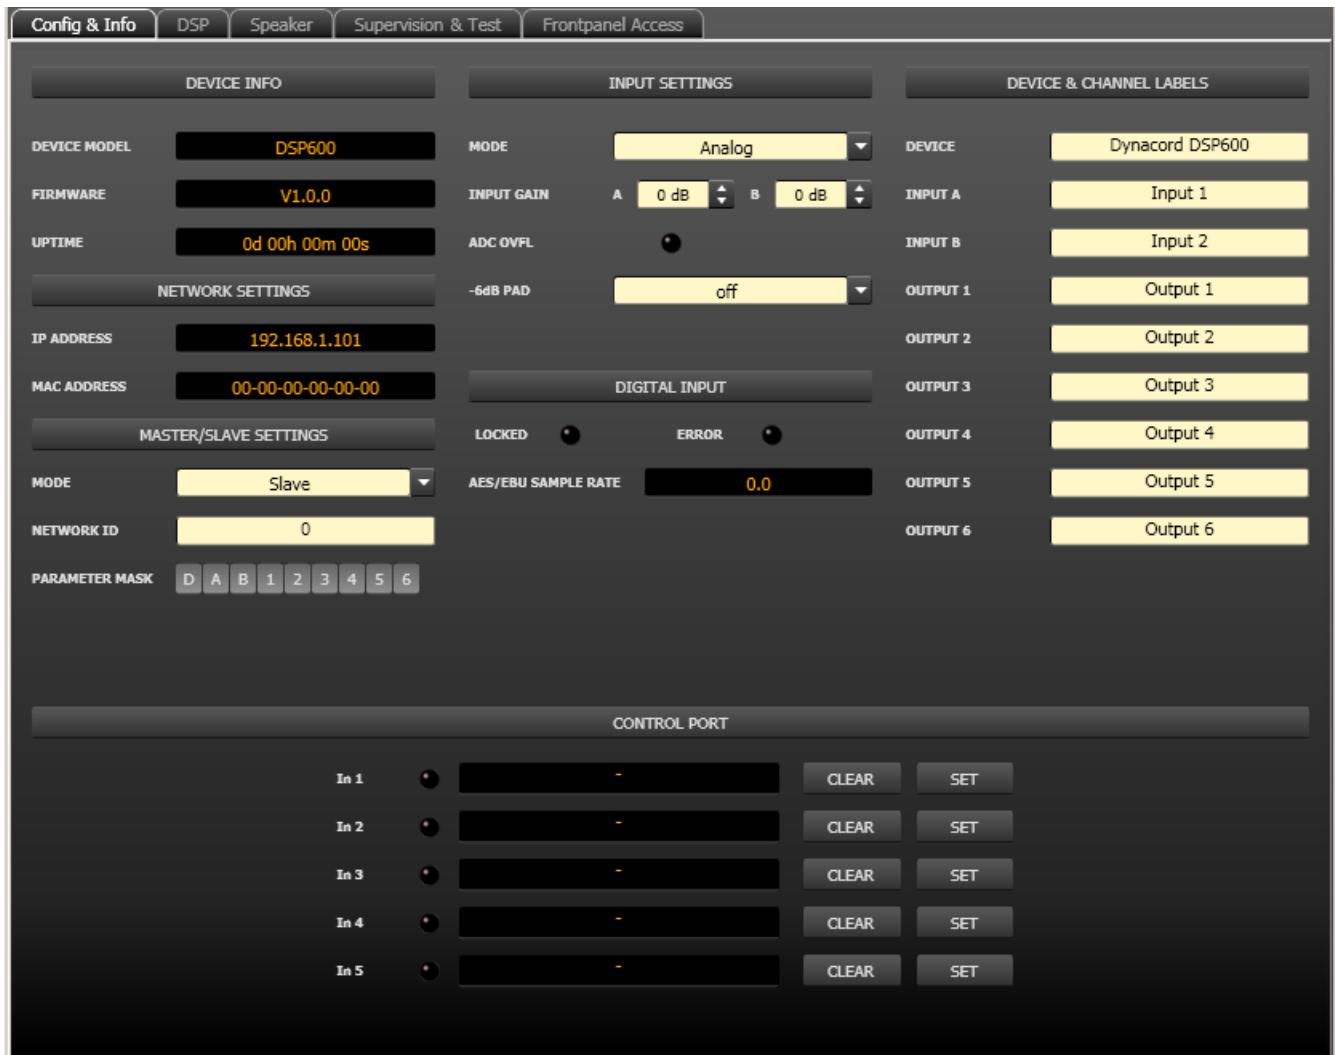 Config & Info DSP Speaker Supervision & Test Frontpanel Access
DEVICE INFO
DEVICE MODEL DSP600
FIRMWARE V1.0.0
UPTIME 0d 00h 00m 00s
NETWORK SETTINGS
IP ADDRESS 192.168.1.101
MAC ADDRESS 00-00-00-00-00-00
MASTER/SLAVE SETTINGS
MODE Slave
NETWORK ID 0
PARAMETER MASK D A B 1 2 3 4 5 6
INPUT SETTINGS
MODE Analog
INPUT GAIN A 0 dB B 0 dB
ADC OVFL
-6dB PAD off
DIGITAL INPUT
LOCKED ERROR
AES/EBU SAMPLE RATE 0.0
DEVICE & CHANNEL LABELS
DEVICE Dynacord DSP600
INPUT A Input 1
INPUT B Input 2
OUTPUT 1 Output 1
OUTPUT 2 Output 2
OUTPUT 3 Output 3
OUTPUT 4 Output 4
OUTPUT 5 Output 5
OUTPUT 6 Output 6
CONTROL PORT
In 1 - CLEAR SET
In 2 - CLEAR SET
In 3 - CLEAR SET
In 4 - CLEAR SET
In 5 - CLEAR SET